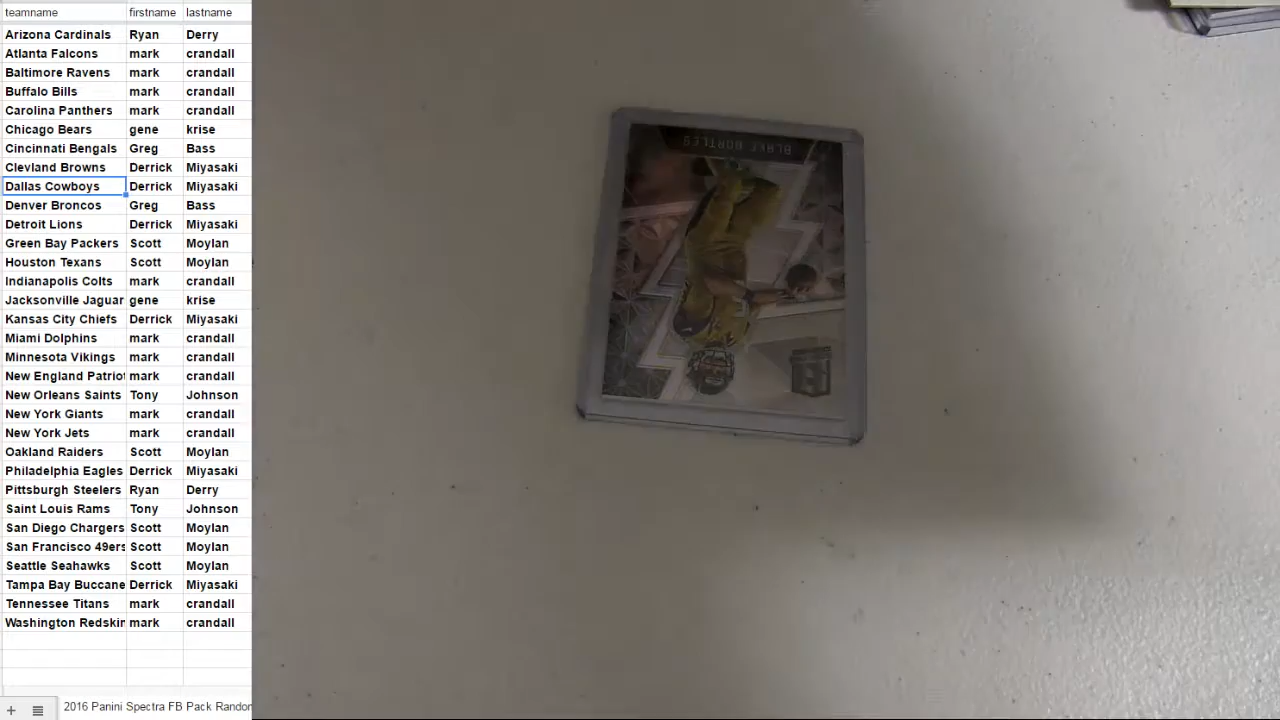 teamname firstname lastname
Arizona Cardinals Ryan Derry
Atlanta Falcons mark crandall
Baltimore Ravens mark crandall
Buffalo Bills mark crandall
Carolina Panthers mark crandall
Chicago Bears gene krise
Cincinnati Bengals Greg Bass
Clevland Browns Derrick Miyasaki
Dallas Cowboys Derrick Miyasaki
Denver Broncos Greg Bass
Detroit Lions Derrick Miyasaki
Green Bay Packers Scott Moylan
Houston Texans Scott Moylan
Indianapolis Colts mark crandall
Jacksonville Jaguar gene krise
Kansas City Chiefs Derrick Miyasaki
Miami Dolphins mark crandall
Minnesota Vikings mark crandall
New England Patriot mark crandall
New Orleans Saints Tony Johnson
New York Giants mark crandall
New York Jets mark crandall
Oakland Raiders Scott Moylan
Philadelphia Eagles Derrick Miyasaki
Pittsburgh Steelers Ryan Derry
Saint Louis Rams Tony Johnson
San Diego Chargers Scott Moylan
San Francisco 49ers Scott Moylan
Seattle Seahawks Scott Moylan
Tampa Bay Buccane Derrick Miyasaki
Tennessee Titans mark crandall
Washington Redskin mark crandall
2016 Panini Spectra FB Pack Random
BLAKE BORTLES